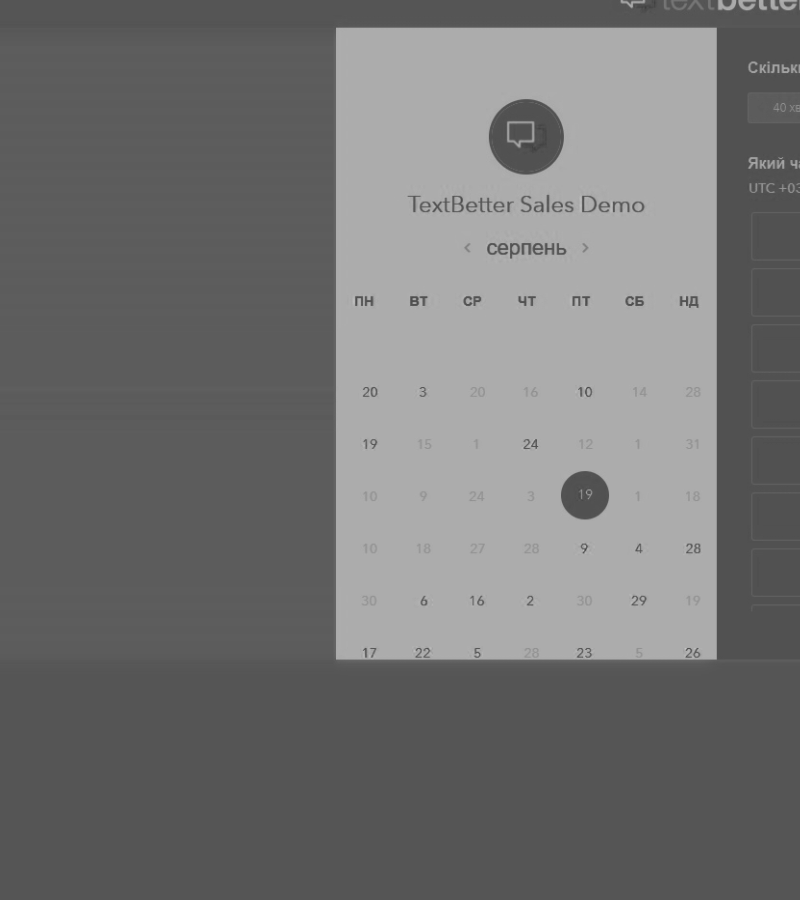 textbetter
TextBetter Sales Demo
серпень
ПН ВТ СР ЧТ ПТ СБ НД
20 3 20 16 10 14 28
19 15 1 24 12 1 31
10 9 24 3 19 1 18
10 18 27 28 9 4 28
30 6 16 2 30 29 19
17 22 5 28 23 5 26
Скільки
40 хв
Який ча
UTC +03